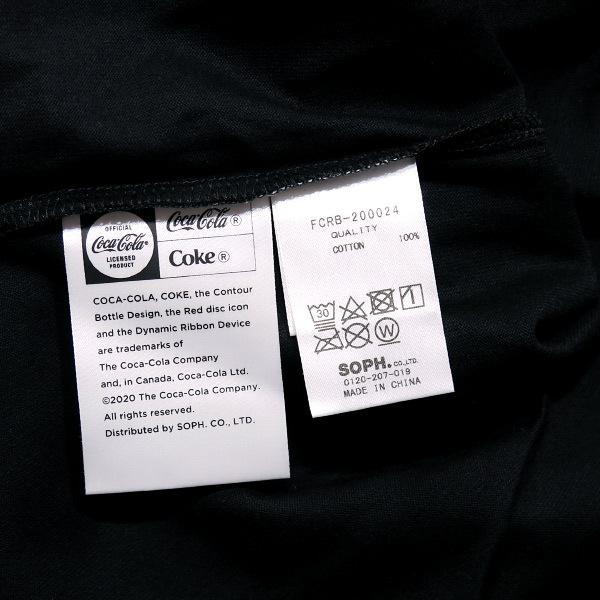 OFFICIAL
Coca-Cola®
LICENSED
PRODUCT
Coca-Cola®
Coke®
COCA-COLA, COKE, the Contour
Bottle Design, the Red disc icon
and the Dynamic Ribbon Device
are trademarks of
The Coca-Cola Company
and, in Canada, Coca-Cola Ltd.
©2020 The Coca-Cola Company.
All rights reserved.
Distributed by SOPH. CO., LTD.
FCRB-200024
QUALITY
COTTON 100%
30
W
SOPH. CO.,LTD.
0120-207-019
MADE IN CHINA